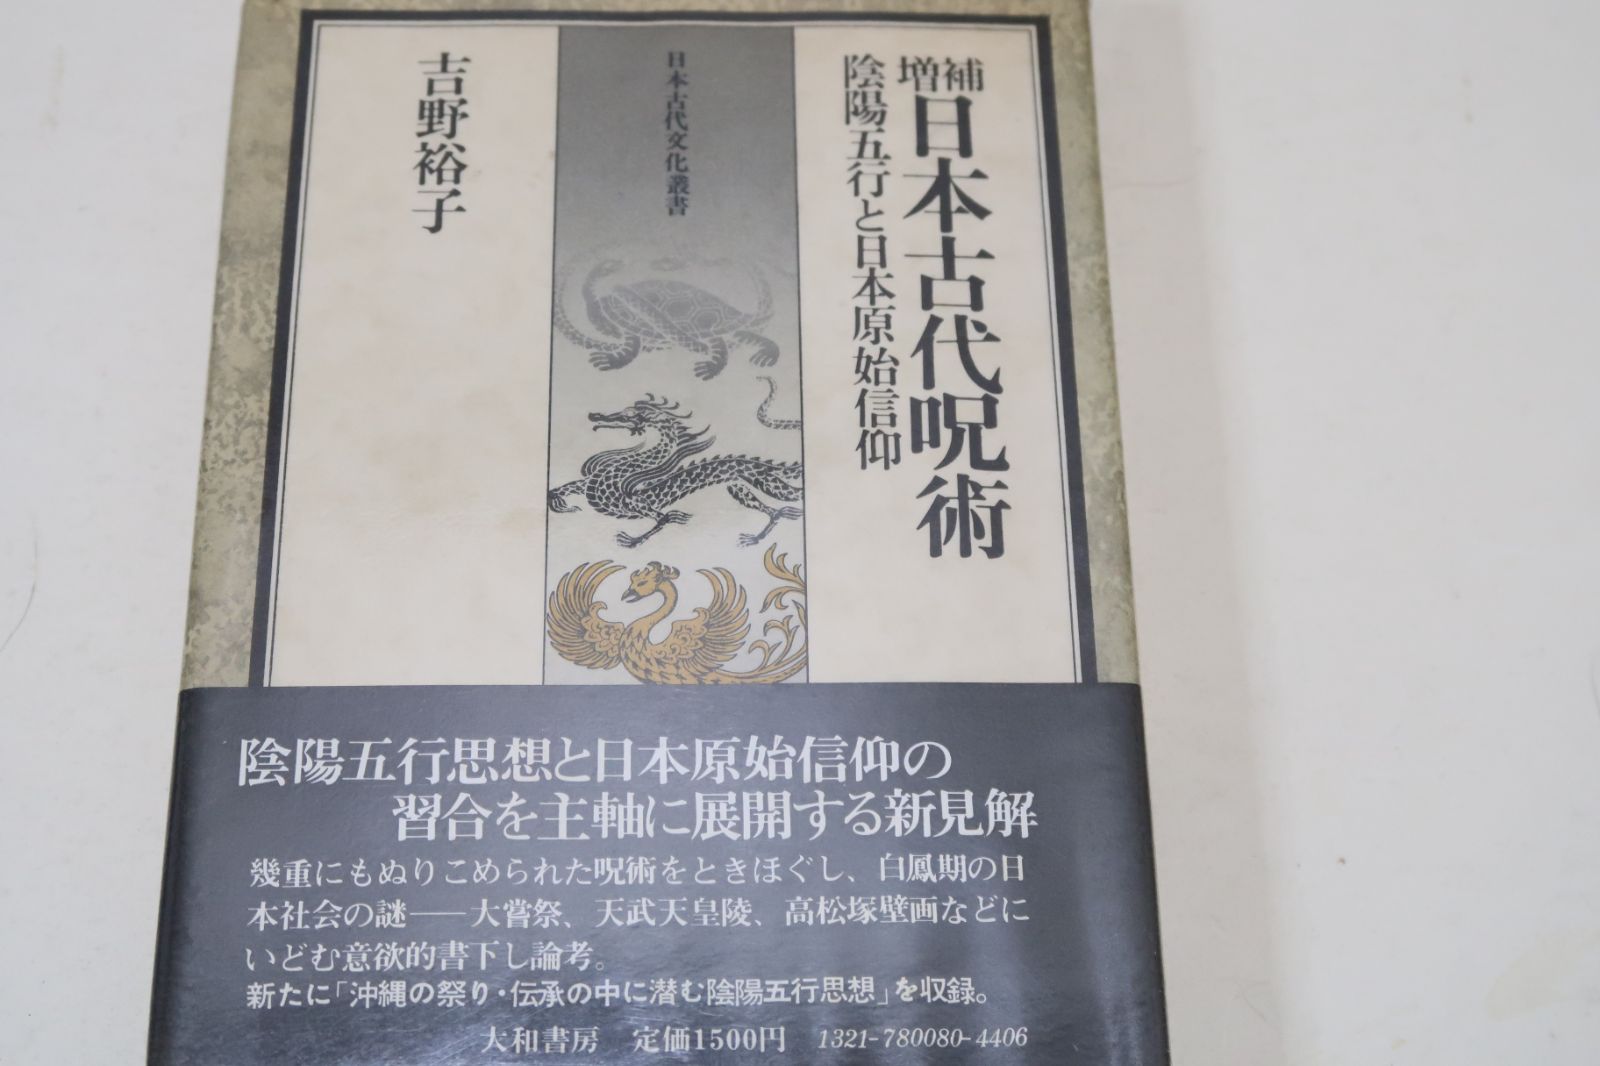 増補
日本古代呪術
陰陽五行と日本原始信仰
日本古代文化叢書
吉野裕子
陰陽五行思想と日本原始信仰の
習合を主軸に展開する新見解
幾重にもぬりこめられた呪術をときほぐし、白鳳期の日
本社会の謎――大嘗祭、天武天皇陵、高松塚壁画などに
いどむ意欲的書下し論考。
新たに「沖縄の祭り・伝承の中に潜む陰陽五行思想」を収録。
大和書房 定価1500円 1321-780080-4406